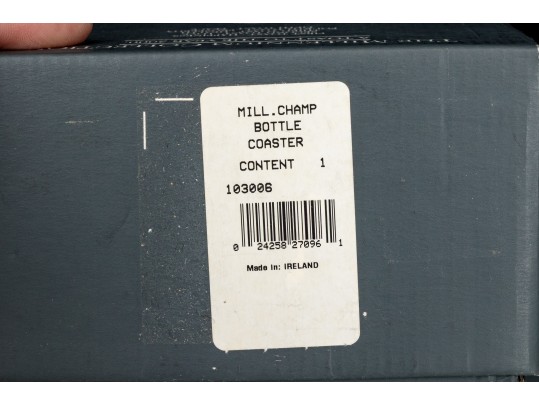 MILL.CHAMP
BOTTLE
COASTER
CONTENT 1
103006
0 24258 27096 1
Made in: IRELAND